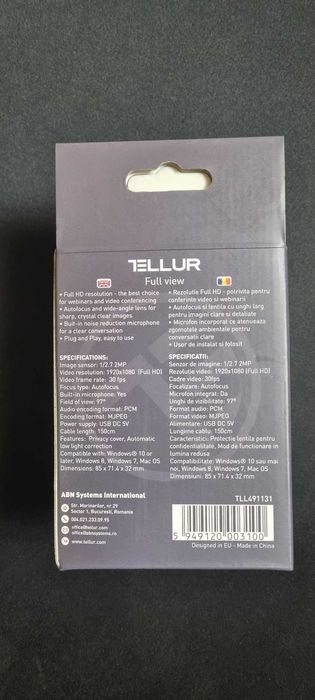 TELLUR
Full view
• Full HD resolution - the best choice
for webinars and video conferencing
• Autofocus and wide-angle lens for
sharp, crystal clear images
• Built-in noise reduction microphone
for a clear conversation
• Plug and Play, easy to use
SPECIFICATIONS:
Image sensor: 1/2.7 2MP
Video resolution: 1920x1080 (Full HD)
Video frame rate: 30 fps
Focus type: Autofocus
Built-in microphone: Yes
Field of view: 97°
Audio encoding format: PCM
Encoding format: MJPEG
Power supply: USB DC 5V
Cable length: 150cm
Features: Privacy cover, Automatic
low light correction
Compatible with: Windows® 10 or
later, Windows 8, Windows 7, Mac OS
Dimensions: 85 x 71.4 x 32 mm
• Rezolutie Full HD - potrivita pentru
conferinte video si webinarii
• Autofocus si lentila cu unghi larg
pentru imagini clare si detaliate
• Microfon incorporat ce atenueaza
zgomotele ambientale pentru
conversatii clare
• Usor de instalat si folosit
SPECIFICATII:
Senzor de imagine: 1/2.7 2MP
Rezolutie video: 1920x1080 (Full HD)
Cadre video: 30fps
Focalizare: Autofocus
Microfon integrat: Da
Unghi de vizibilitate: 97°
Format audio: PCM
Format video: MJPEG
Alimentare: USB DC 5V
Lungime cablu: 150cm
Caracteristici: Protectie lentila pentru
confidentialitate, Mod de functionare in
lumina redusa
Compatibilitate: Windows® 10 sau mai
noi, Windows 8, Windows 7, Mac OS
Dimensiuni: 85 x 71.4 x 32 mm
ABN Systems International
Str. Marinarilor, nr 29
Sector 1, Bucuresti, Romania
004.021.233.09.95
office@tellur.com
office@abnsystems.ro
www.tellur.com
TLL491131
5 949120 003100
Designed in EU - Made in China